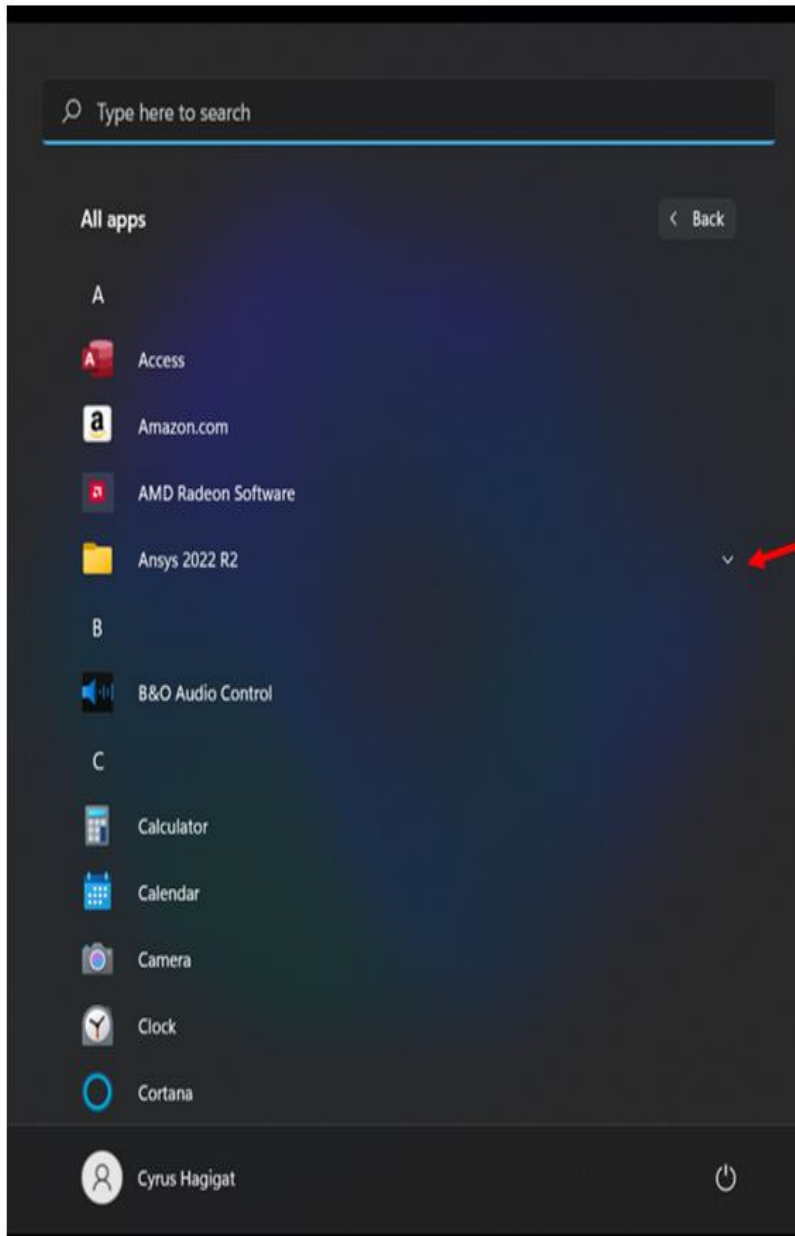 Type here to search
All apps
Back
A
Access
Amazon.com
AMD Radeon Software
Ansys 2022 R2
B
B&O Audio Control
C
Calculator
Calendar
Camera
Clock
Cortana
Cyrus Hagigat